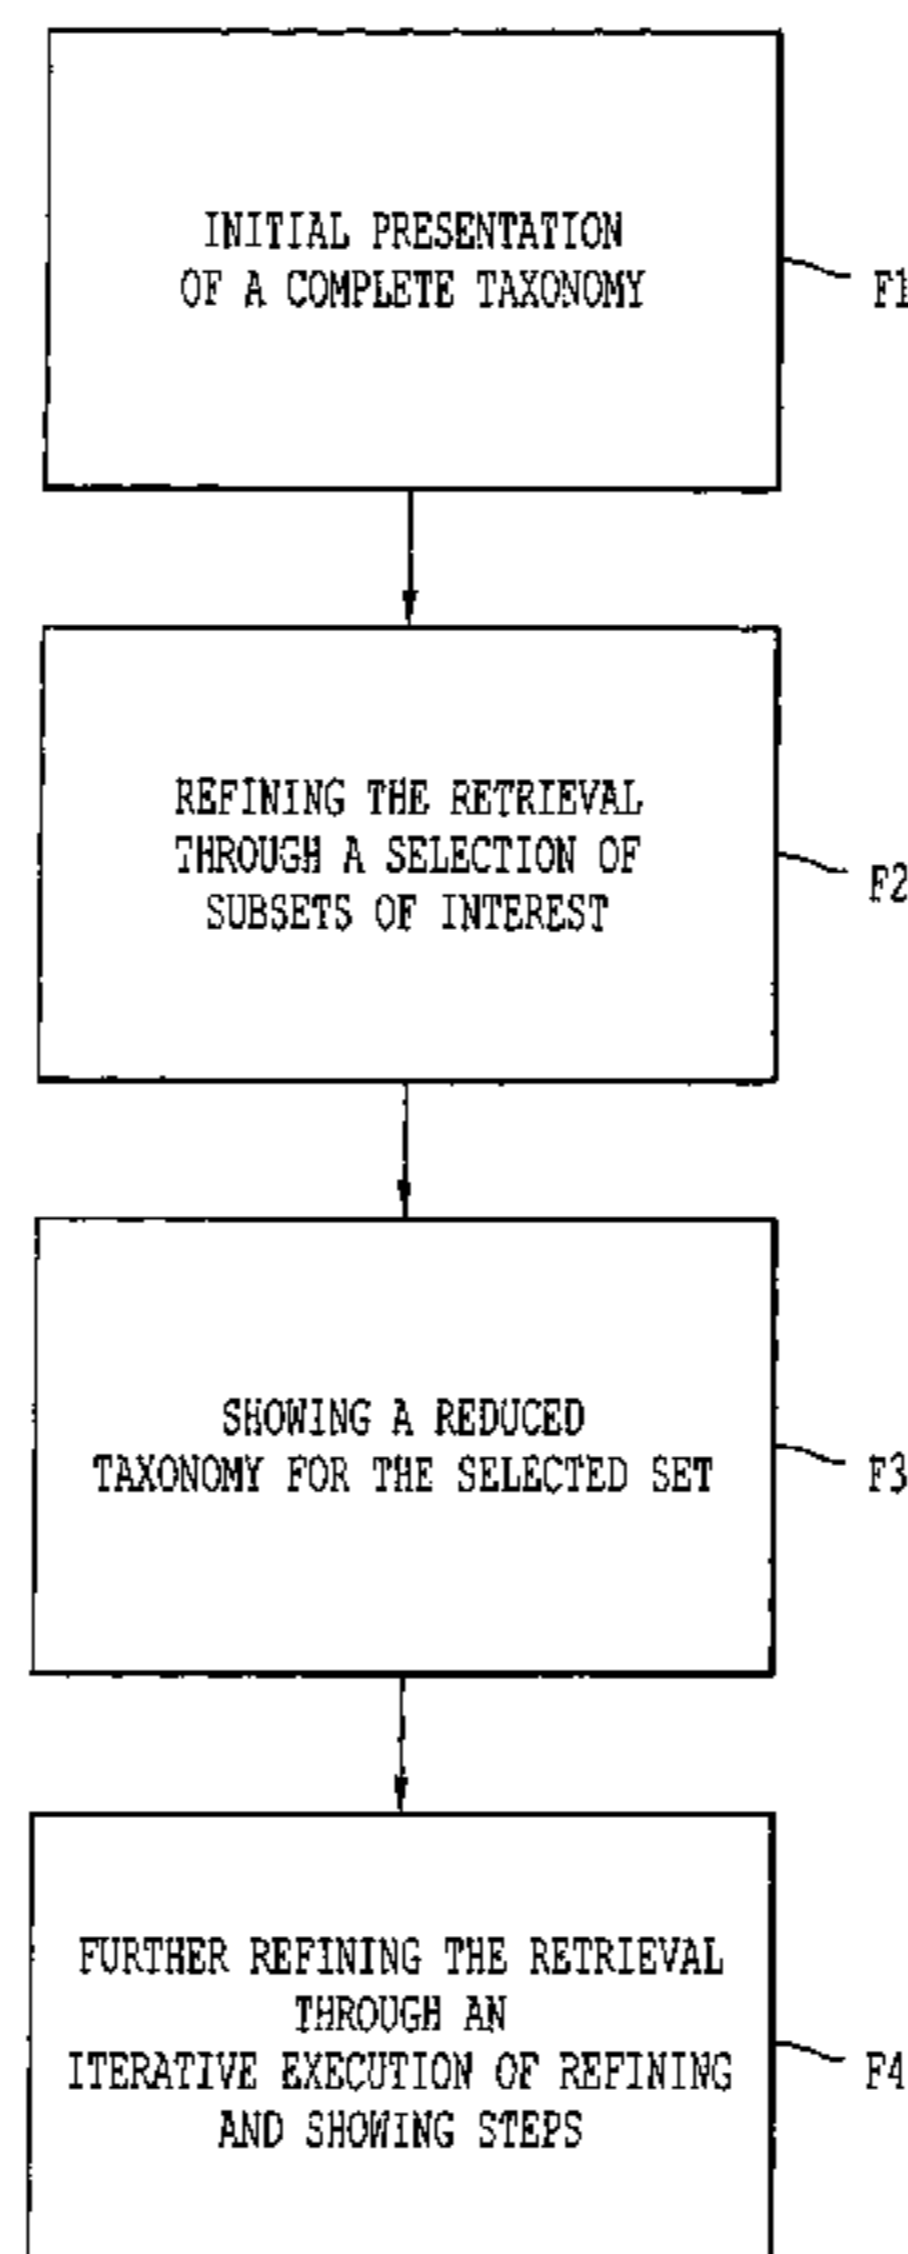 INITIAL PRESENTATION
OF A COMPLETE TAXONOMY
F1
REFINING THE RETRIEVAL
THROUGH A SELECTION OF
SUBSETS OF INTEREST
F2
SHOWING A REDUCED
TAXONOMY FOR THE SELECTED SET
F3
FURTHER REFINING THE RETRIEVAL
THROUGH AN
ITERATIVE EXECUTION OF REFINING
AND SHOWING STEPS
F4